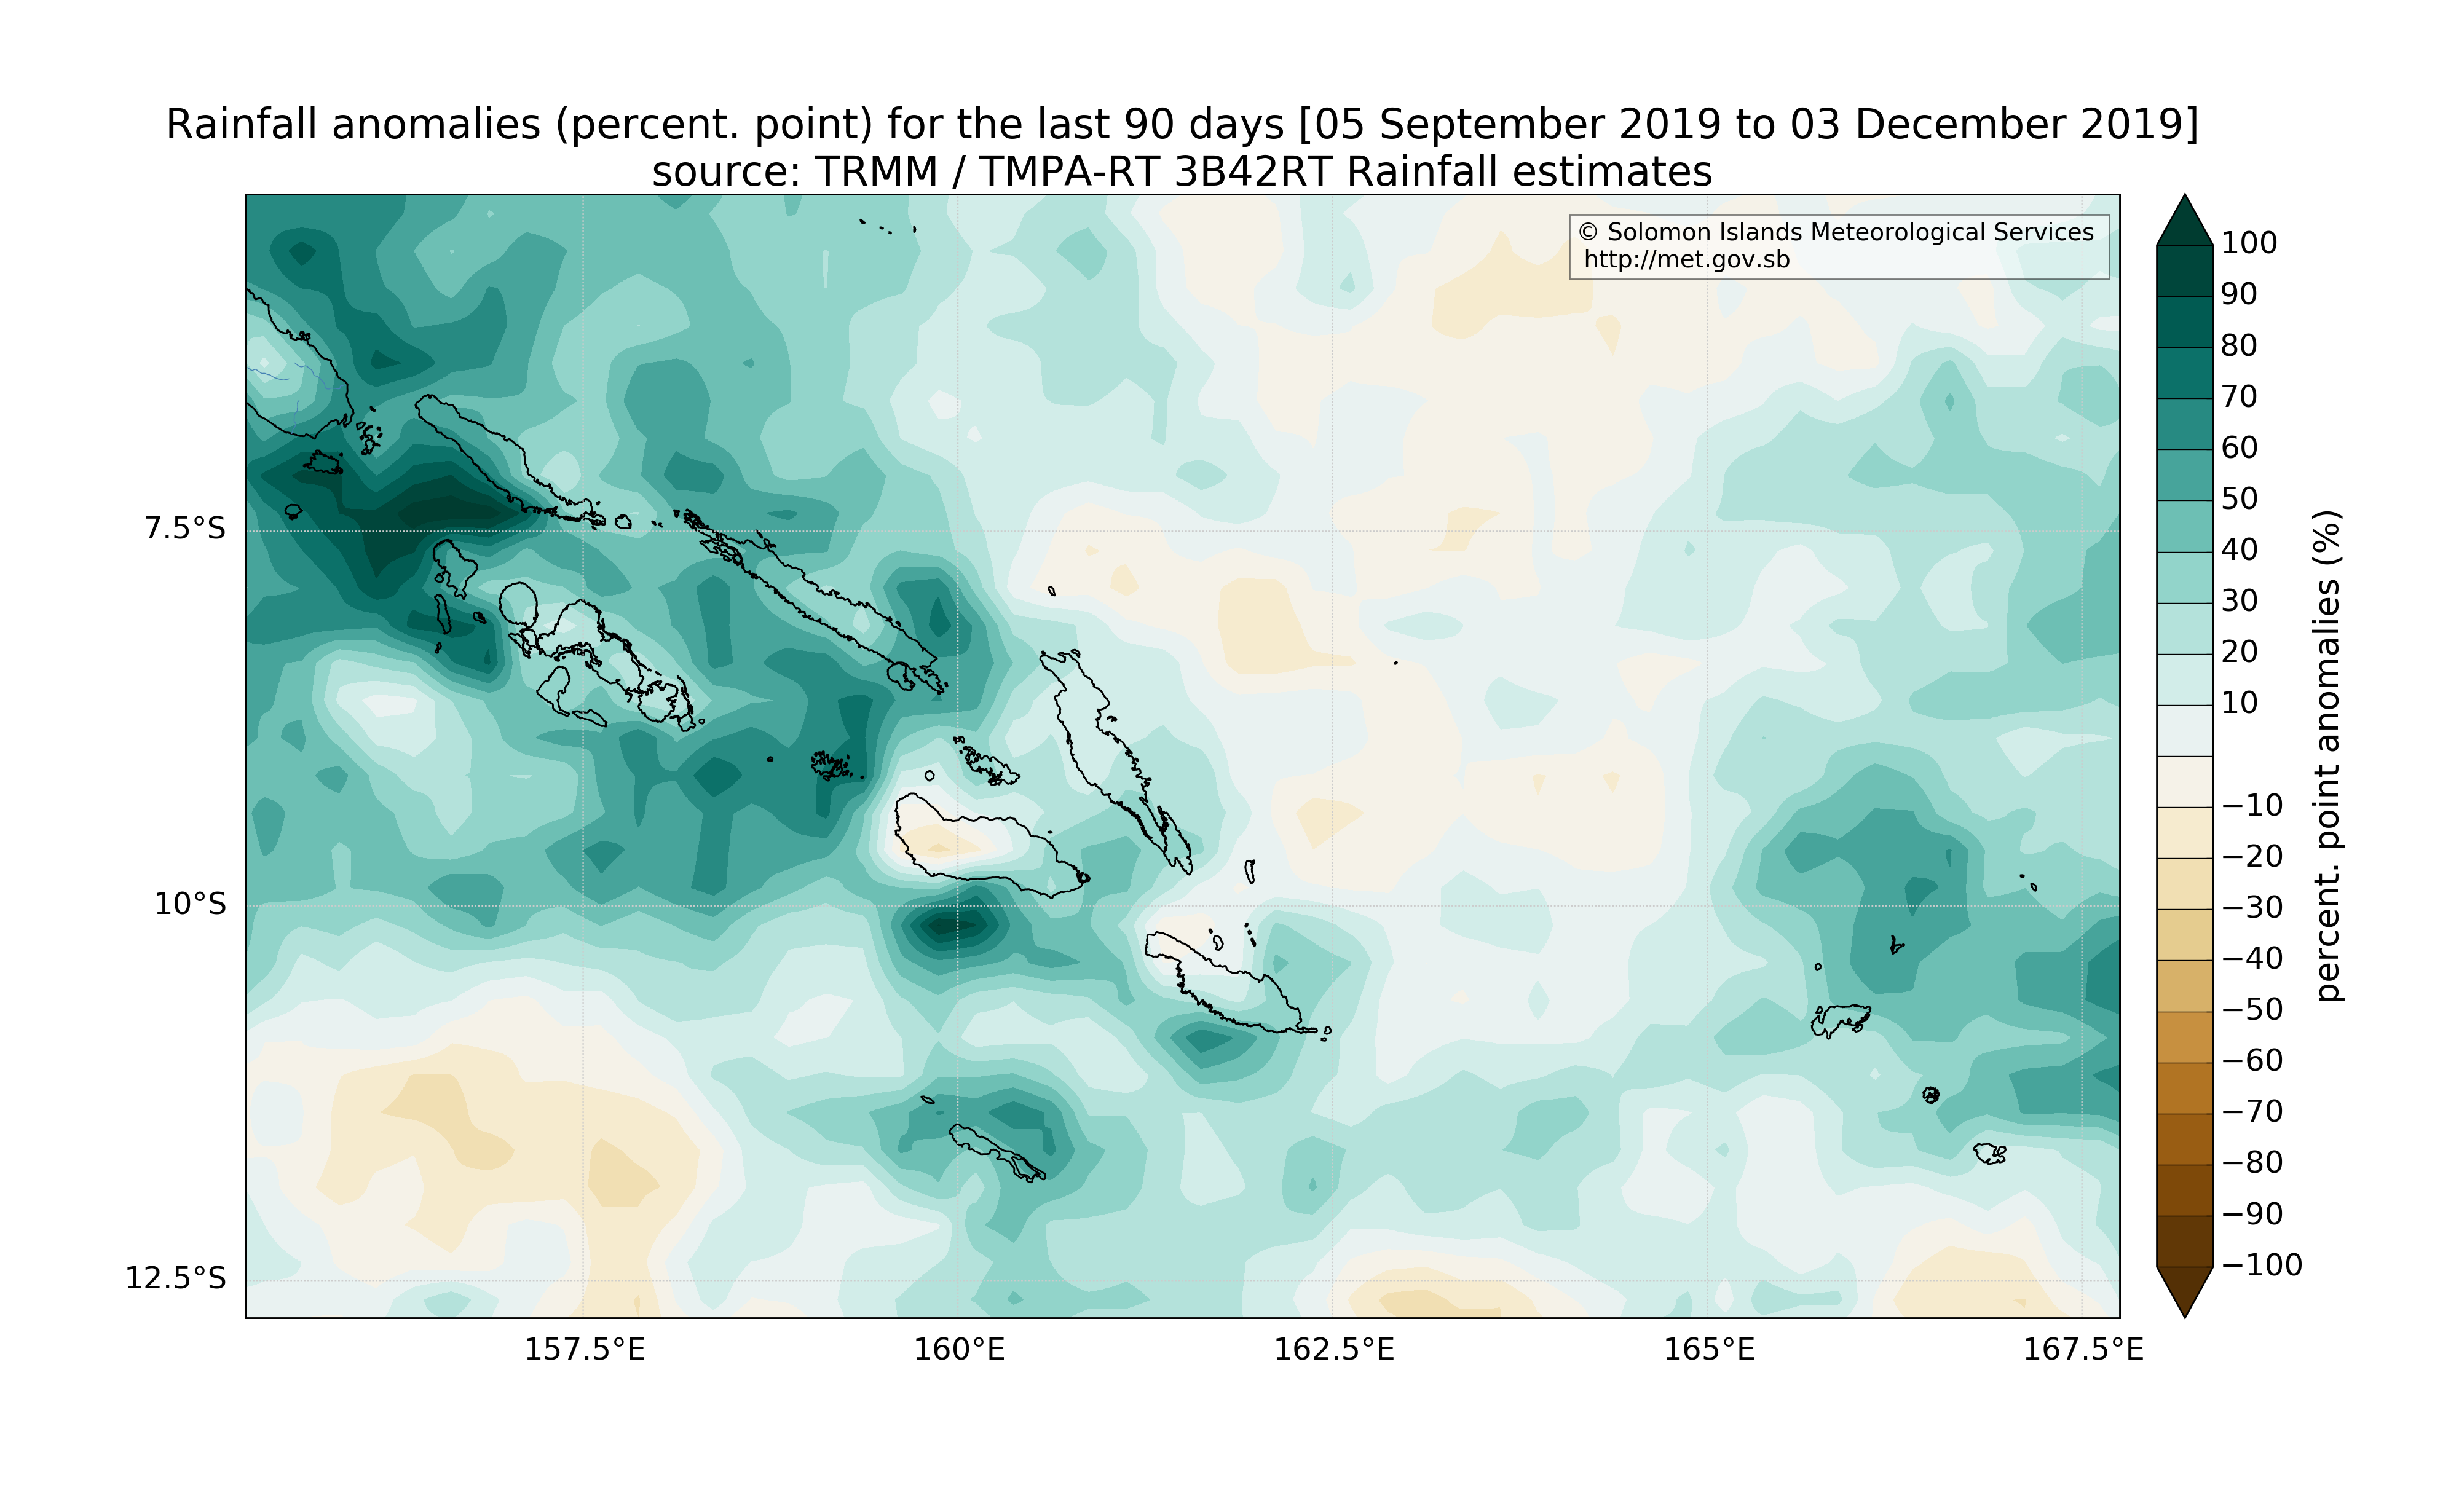 Rainfall anomalies (percent. point) for the last 90 days [05 September 2019 to 03 December 2019]
source: TRMM / TMPA-RT 3B42RT Rainfall estimates
© Solomon Islands Meteorological Services
http://met.gov.sb
7.5°S
10°S
12.5°S
157.5°E
160°E
162.5°E
165°E
167.5°E
100
90
80
70
60
50
40
30
20
10
−10
−20
−30
−40
−50
−60
−70
−80
−90
−100
percent. point anomalies (%)